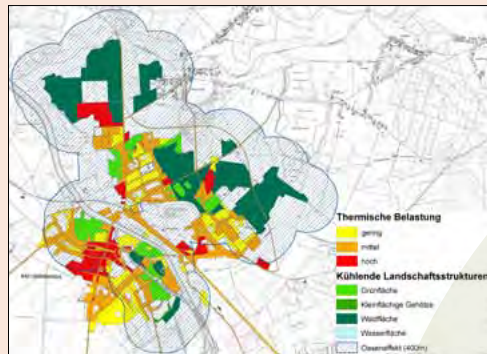 Thermische Belastung
gering
mittel
hoch
Kühlende Landschaftsstrukturen
Grünfläche
Kleinflächige Gehölze
Waldfläche
Wasserfläche
Oaseneffekt (400m)